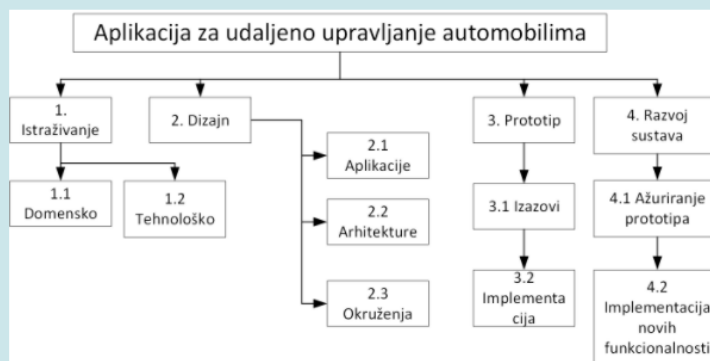 Aplikacija za udaljeno upravljanje automobilima
1.
Istraživanje
2. Dizajn
3. Prototip
4. Razvoj
sustava
1.1
Domensko
1.2
Tehnološko
2.1
Aplikacije
2.2
Arhitekture
2.3
Okruženja
3.1 Izazovi
3.2
Implementa
cija
4.1 Ažuriranje
prototipa
4.2
Implementacija
novih
funkcionalnosti